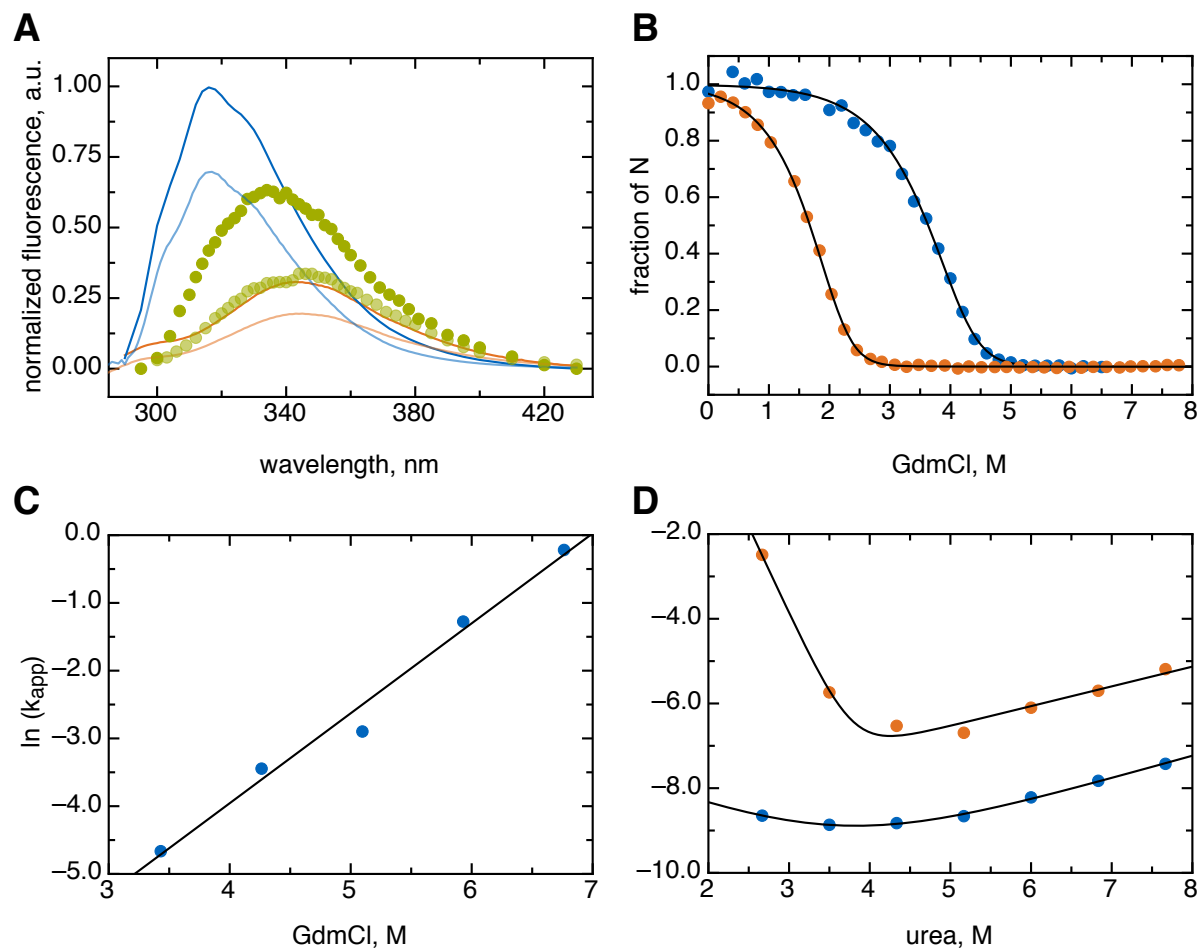 A
normalized fluorescence, a.u.
1.00
0.75
0.50
0.25
0.00
300 340 380 420
wavelength, nm
B
fraction of N
1.0
0.8
0.6
0.4
0.2
0.0
0 1 2 3 4 5 6 7 8
GdmCl, M
C
ln (kapp)
0.0
−1.0
−2.0
−3.0
−4.0
−5.0
3 4 5 6 7
GdmCl, M
D
−2.0
−4.0
−6.0
−8.0
−10.0
2 3 4 5 6 7 8
urea, M